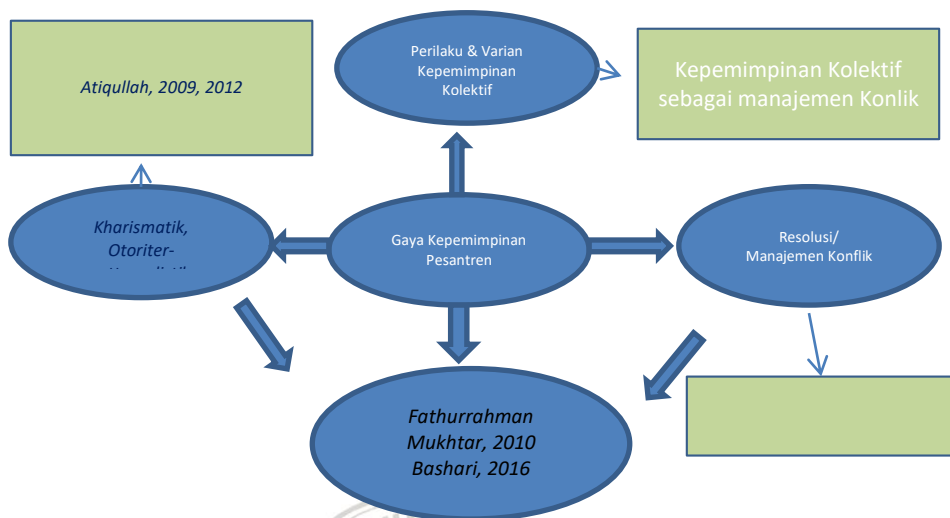 Atiqullah, 2009, 2012
Perilaku & Varian
Kepemimpinan
Kolektif
Kepemimpinan Kolektif
sebagai manajemen Konlik
Kharismatik,
Otoriter-
Gaya Kepemimpinan
Pesantren
Resolusi/
Manajemen Konflik
Fathurrahman
Mukhtar, 2010
Bashari, 2016